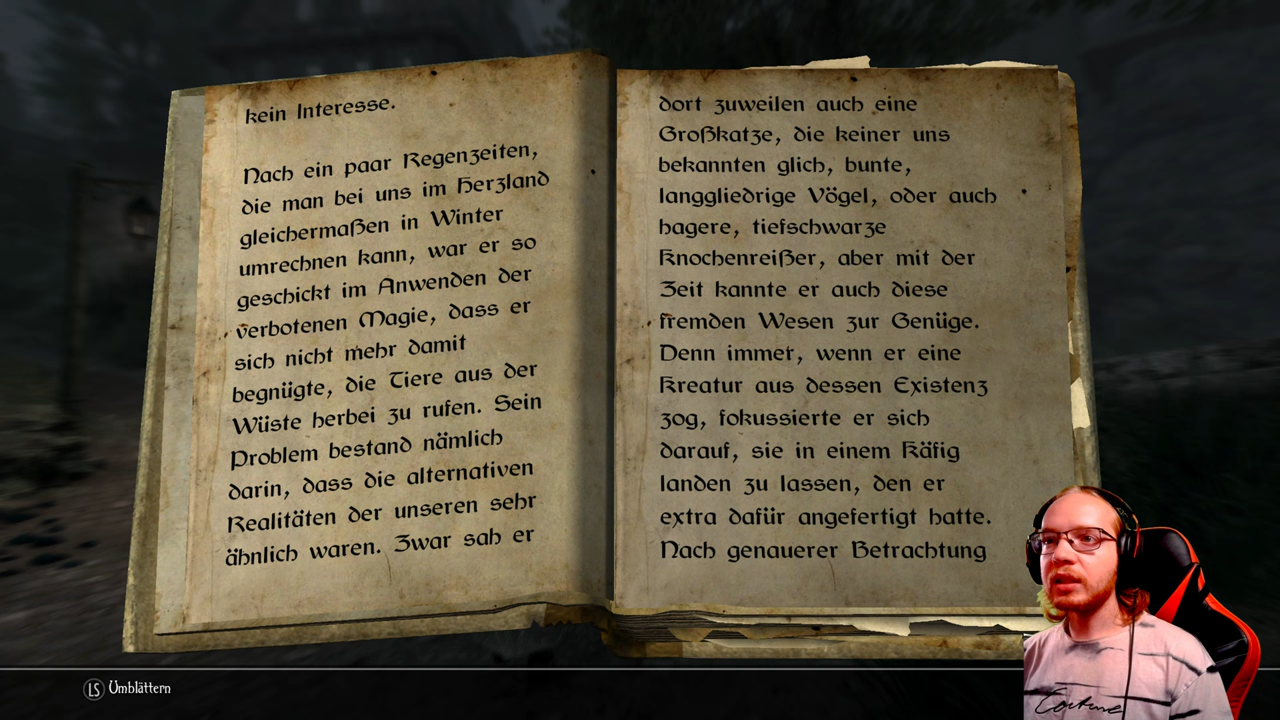 kein Interesse.
Nach ein paar Regenzeiten,
die man bei uns im Herzland
gleichermaßen in Winter
umrechnen kann, war er so
geschickt im Anwenden der
verbotenen Magie, dass er
sich nicht mehr damit
begnügte, die Tiere aus der
Wüste herbei zu rufen. Sein
Problem bestand nämlich
darin, dass die alternativen
Realitäten der unseren sehr
ähnlich waren. Zwar sah er
dort zuweilen auch eine
Großkatze, die keiner uns
bekannten glich, bunte,
langgliedrige Vögel, oder auch
hagere, tiefschwarze
Knochenreißer, aber mit der
Zeit kannte er auch diese
fremden Wesen zur Genüge.
Denn immer, wenn er eine
Kreatur aus dessen Existenz
zog, fokussierte er sich
darauf, sie in einem Käfig
landen zu lassen, den er
extra dafür angefertigt hatte.
Nach genauerer Betrachtung
LS Umblättern